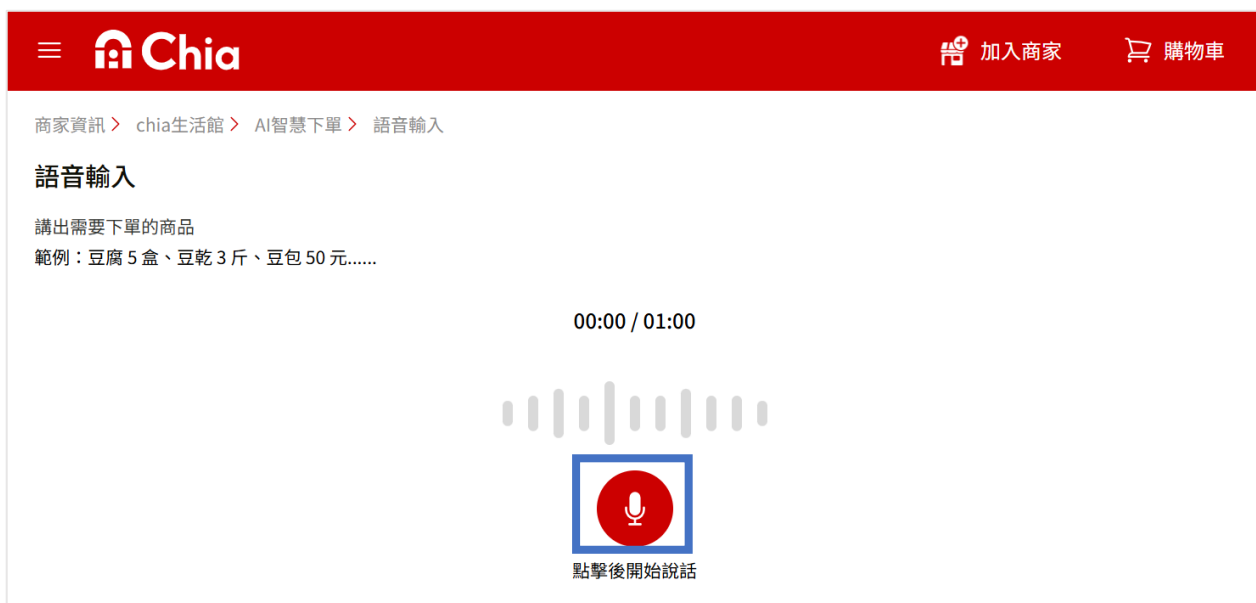 Chia
加入商家
購物車
商家資訊 > chia生活館 > AI智慧下單 > 語音輸入
語音輸入
講出需要下單的商品
範例：豆腐 5 盒、豆乾 3 斤、豆包 50 元......
00:00 / 01:00
點擊後開始說話